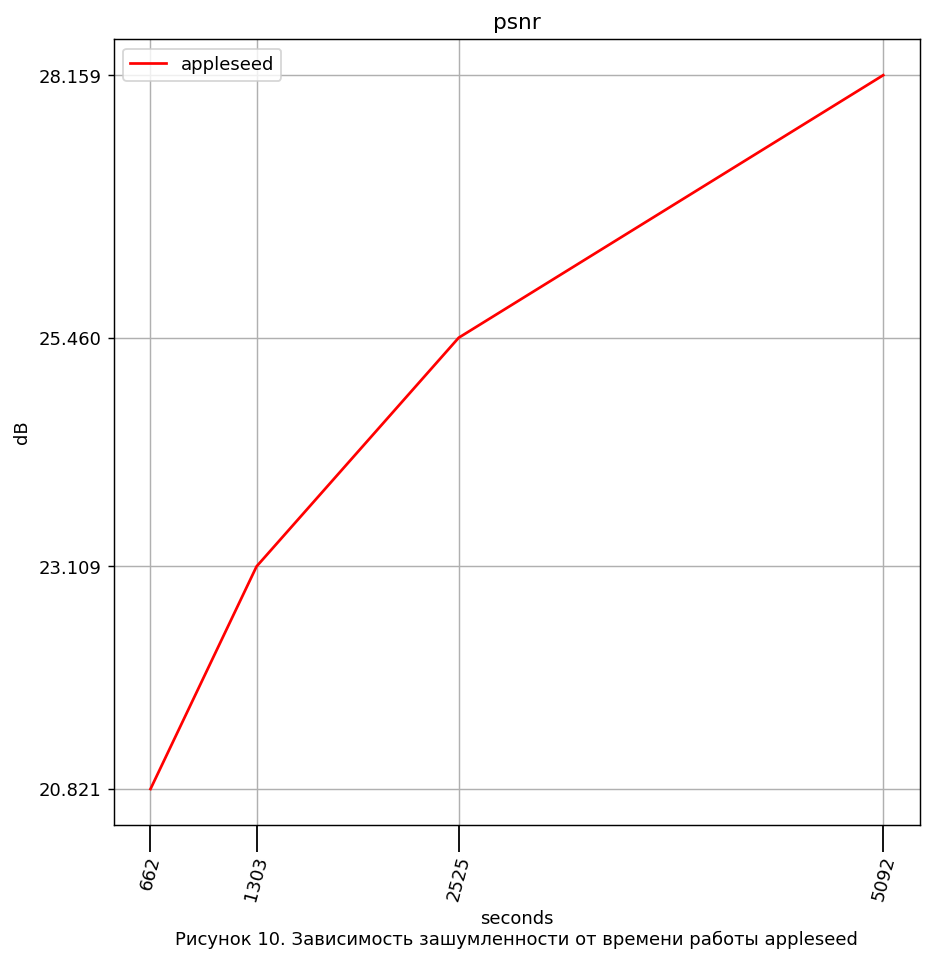 psnr
appleseed
28.159
25.460
dB
23.109
20.821
662
1303
2525
5092
seconds
Рисунок 10. Зависимость зашумленности от времени работы appleseed